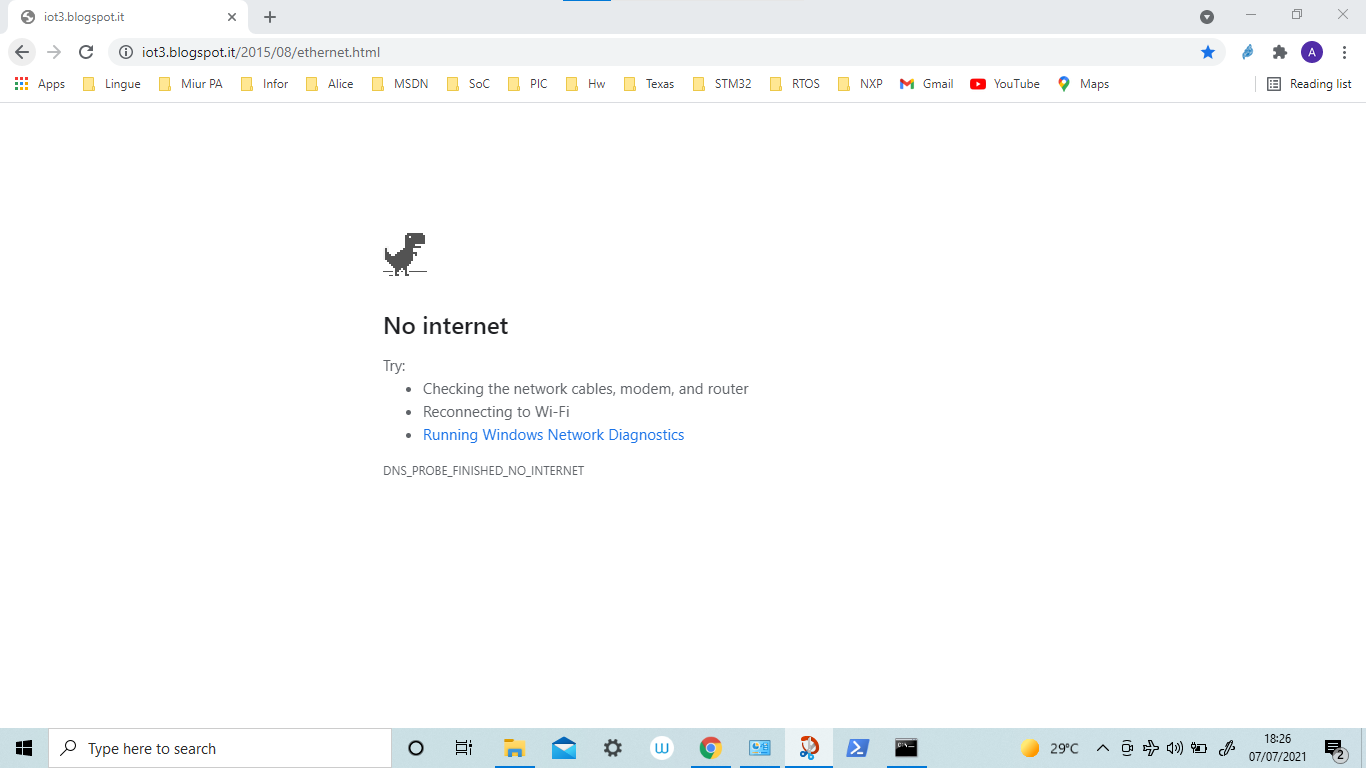 iot3.blogspot.it
iot3.blogspot.it/2015/08/ethernet.html
A
Apps Lingue Miur PA Infor Alice MSDN SoC PIC Hw Texas STM32 RTOS NXP Gmail YouTube Maps Reading list
No internet
Try:
Checking the network cables, modem, and router
Reconnecting to Wi-Fi
Running Windows Network Diagnostics
DNS_PROBE_FINISHED_NO_INTERNET
Type here to search
29°C
18:26
07/07/2021
2